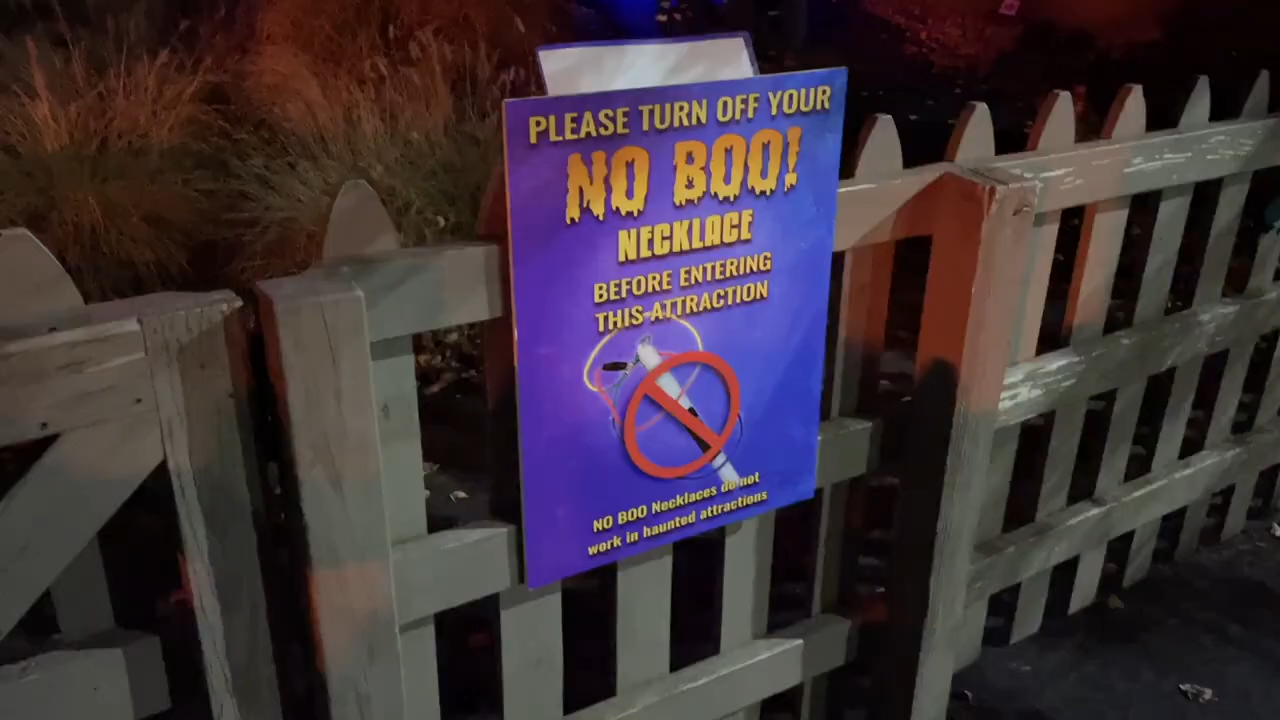 PLEASE TURN OFF YOUR
NO BOO!
NECKLACE
BEFORE ENTERING
THIS ATTRACTION
NO BOO Necklaces do not
work in haunted attractions